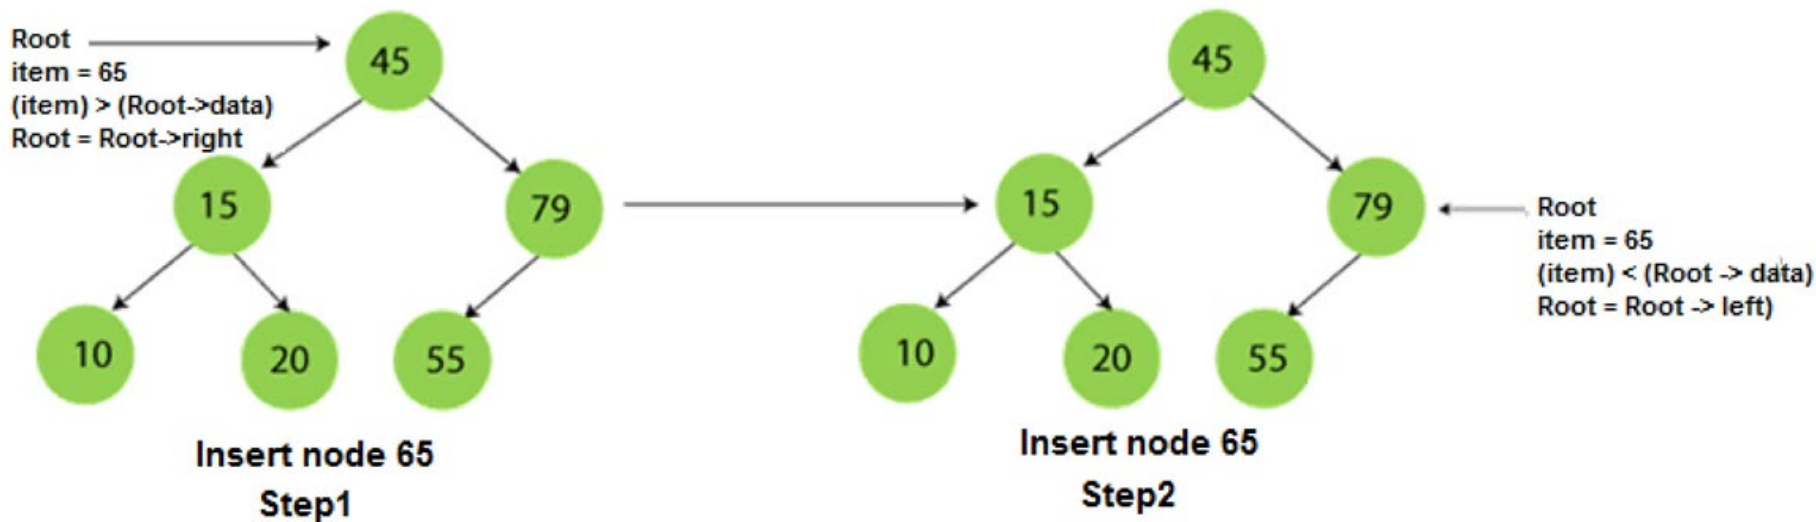 Root
item = 65
(item) > (Root->data)
Root = Root->right
45
15
79
10
20
55
Insert node 65
Step1
45
15
79
10
20
55
Root
item = 65
(item) < (Root -> data)
Root = Root -> left)
Insert node 65
Step2